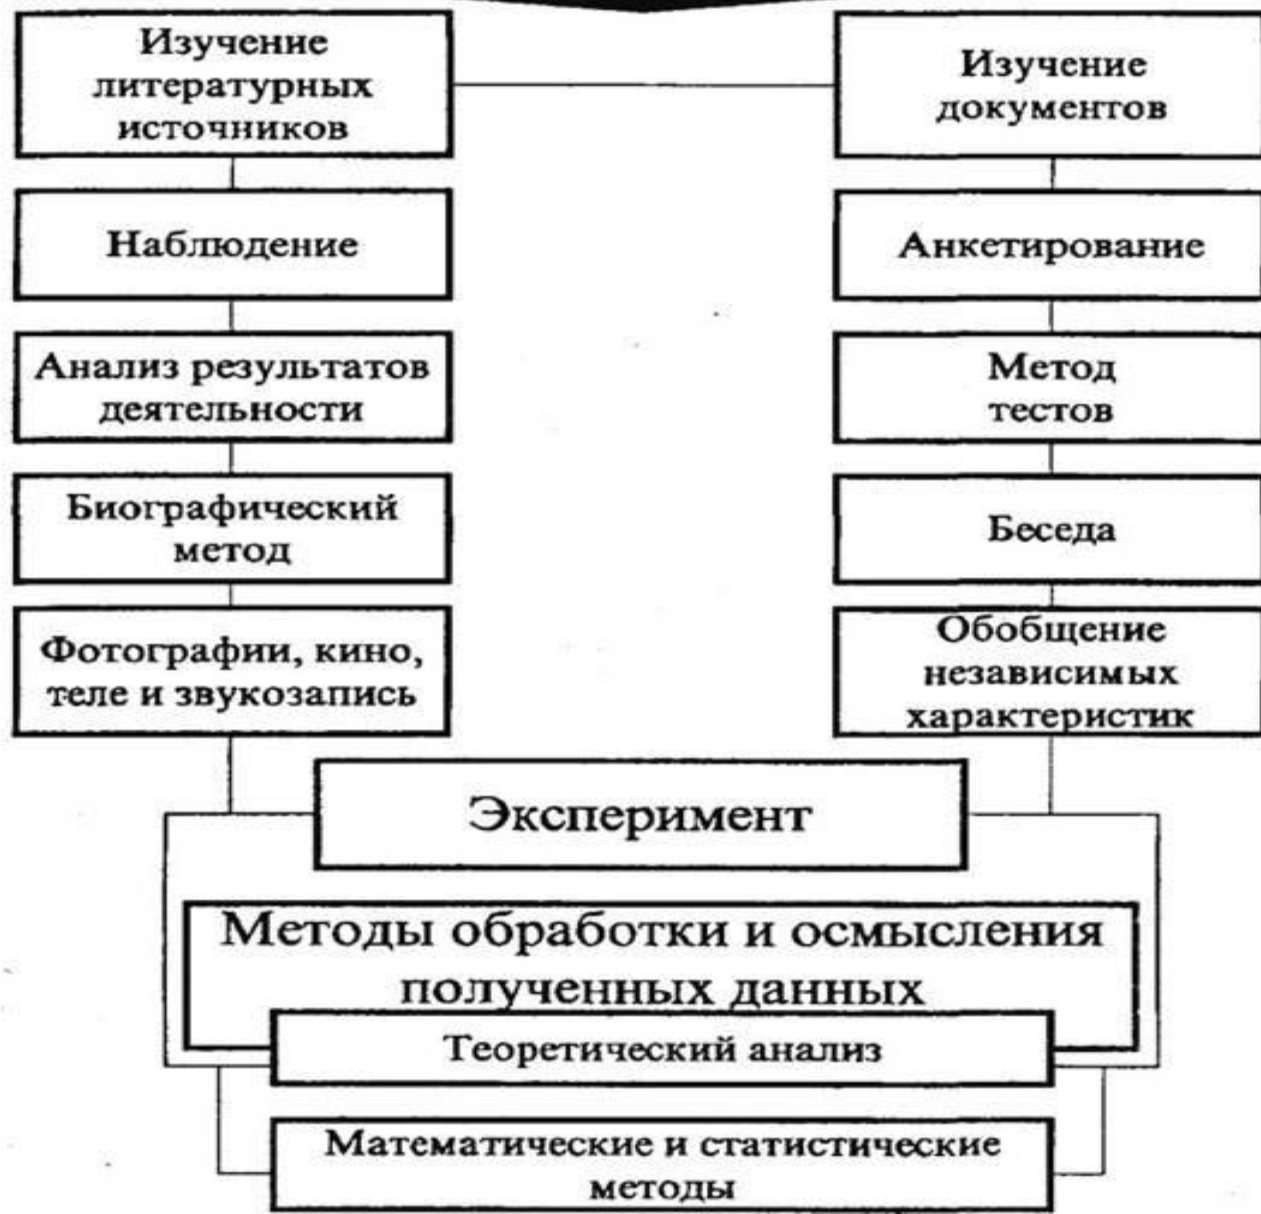 Изучение
литературных
источников
Изучение
документов
Наблюдение
Анкетирование
Анализ результатов
деятельности
Метод
тестов
Биографический
метод
Беседа
Фотографии, кино,
теле и звукозапись
Обобщение
независимых
характеристик
Эксперимент
Методы обработки и осмысления
полученных данных
Теоретический анализ
Математические и статистические
методы